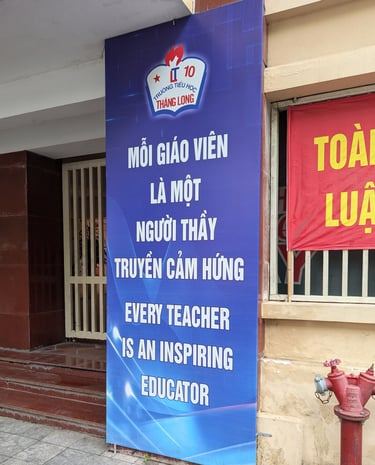 LT 10
TRƯỜNG TIỂU HỌC
THĂNG LONG
MỖI GIÁO VIÊN
LÀ MỘT
NGƯỜI THẦY
TRUYỀN CẢM HỨNG
EVERY TEACHER
IS AN INSPIRING
EDUCATOR
TOÀ
LUẬ